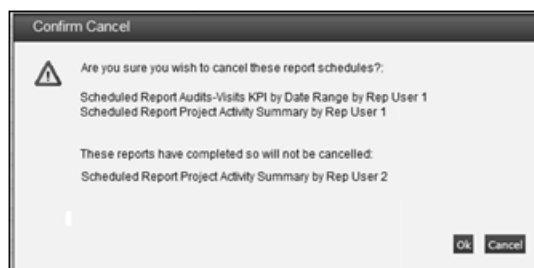 Confirm Cancel
Are you sure you wish to cancel these report schedules?:
Scheduled Report Audits-Visits KPI by Date Range by Rep User 1
Scheduled Report Project Activity Summary by Rep User 1
These reports have completed so will not be cancelled:
Scheduled Report Project Activity Summary by Rep User 2
Ok Cancel